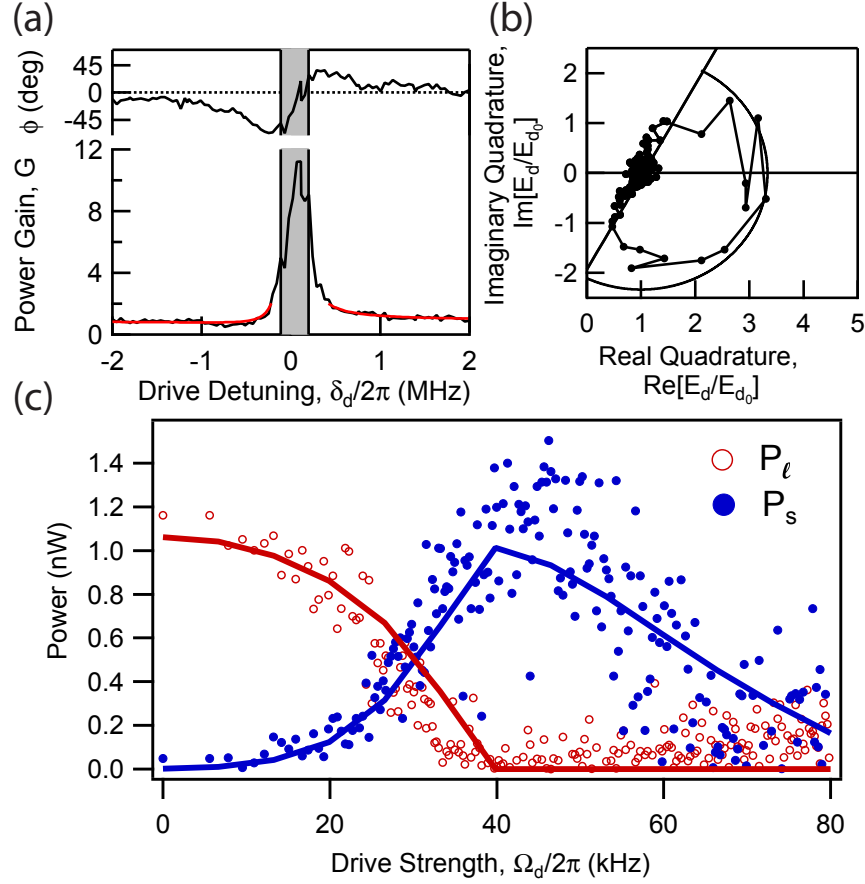 (a)
ϕ (deg)
45
0
-45
Power Gain, G
12
8
4
0
-2 -1 0 1 2
Drive Detuning, δd/2π (MHz)
(b)
Imaginary Quadrature,
Im[Ed/Ed0]
2
1
0
-1
-2
0 1 2 3 4 5
Real Quadrature,
Re[Ed/Ed0]
(c)
Power (nW)
1.4
1.2
1.0
0.8
0.6
0.4
0.2
0.0
Pℓ
Ps
0 20 40 60 80
Drive Strength, Ωd/2π (kHz)